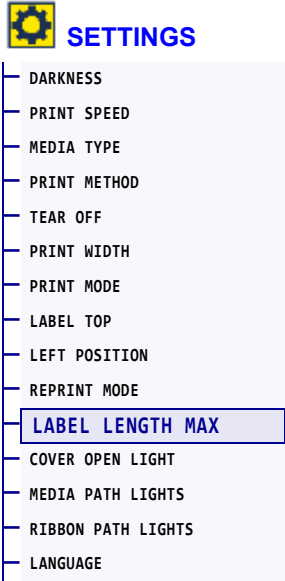 SETTINGS
DARKNESS
PRINT SPEED
MEDIA TYPE
PRINT METHOD
TEAR OFF
PRINT WIDTH
PRINT MODE
LABEL TOP
LEFT POSITION
REPRINT MODE
LABEL LENGTH MAX
COVER OPEN LIGHT
MEDIA PATH LIGHTS
RIBBON PATH LIGHTS
LANGUAGE